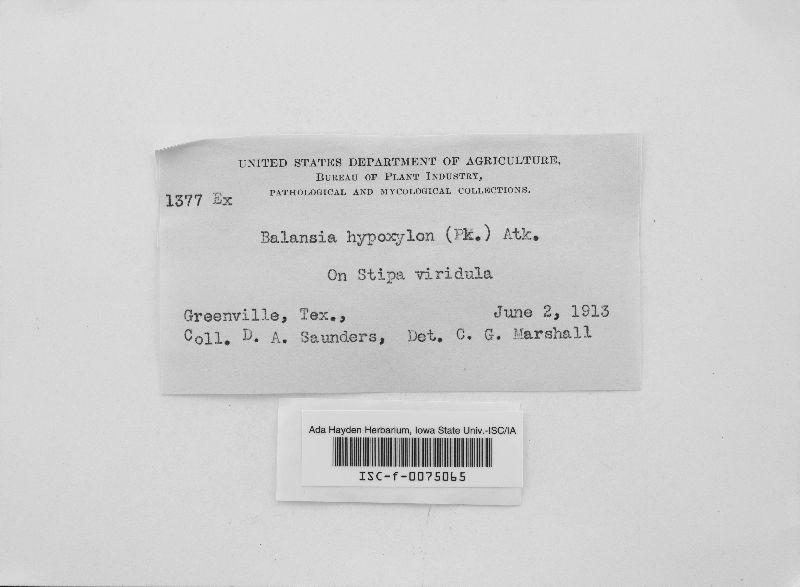 UNITED STATES DEPARTMENT OF AGRICULTURE,
BUREAU OF PLANT INDUSTRY,
PATHOLOGICAL AND MYCOLOGICAL COLLECTIONS.
1377 Ex
Balansia hypoxylon (Pk.) Atk.
On Stipa viridula
Greenville, Tex., June 2, 1913
Coll. D. A. Saunders, Det. C. G. Marshall
Ada Hayden Herbarium, Iowa State Univ.-ISC/IA
ISC-f-0075065